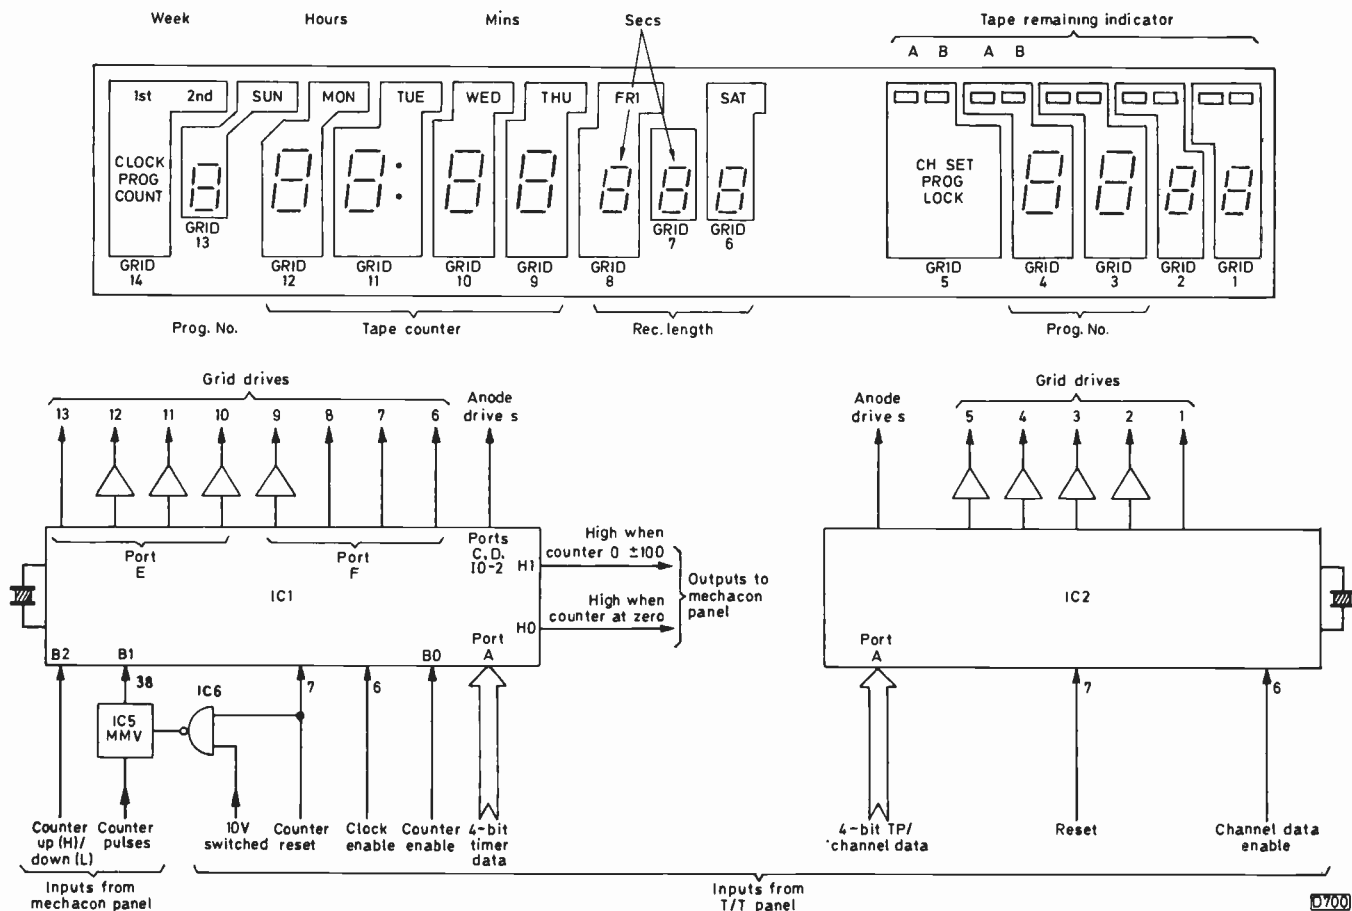 Week Hours Mins Secs Tape remaining indicator
A B A B
1st 2nd SUN MON TUE WED THU FRI SAT
CLOCK
PROG
COUNT
CH SET
PROG
LOCK
GRID
14
GRID
13
GRID
12
GRID
11
GRID
10
GRID
9
GRID
8
GRID
7
GRID
6
GRID
5
GRID
4
GRID
3
GRID
2
GRID
1
Prog. No. Tape counter Rec. length Prog. No.
Grid drives
13 12 11 10 9 8 7 6
Anode
drives
Port
E
Port
F
Ports
C, D.
IO-2
H1
High when
counter 0 ±100
H0
High when
counter at zero
Outputs to
mechacon
panel
IC1
B2 B1 B0
Port
A
38
IC5
MMV
IC6
7
6
Counter
up (H)/
down (L)
Counter
pulses
10V
switched
Counter
reset
Clock
enable
Counter
enable
4-bit
timer
data
Inputs from
mechacon panel
Anode
drives
Grid drives
5 4 3 2 1
IC2
Port
A
7
6
4-bit TP/
channel data
Reset
Channel data
enable
Inputs from
T/T panel
D700